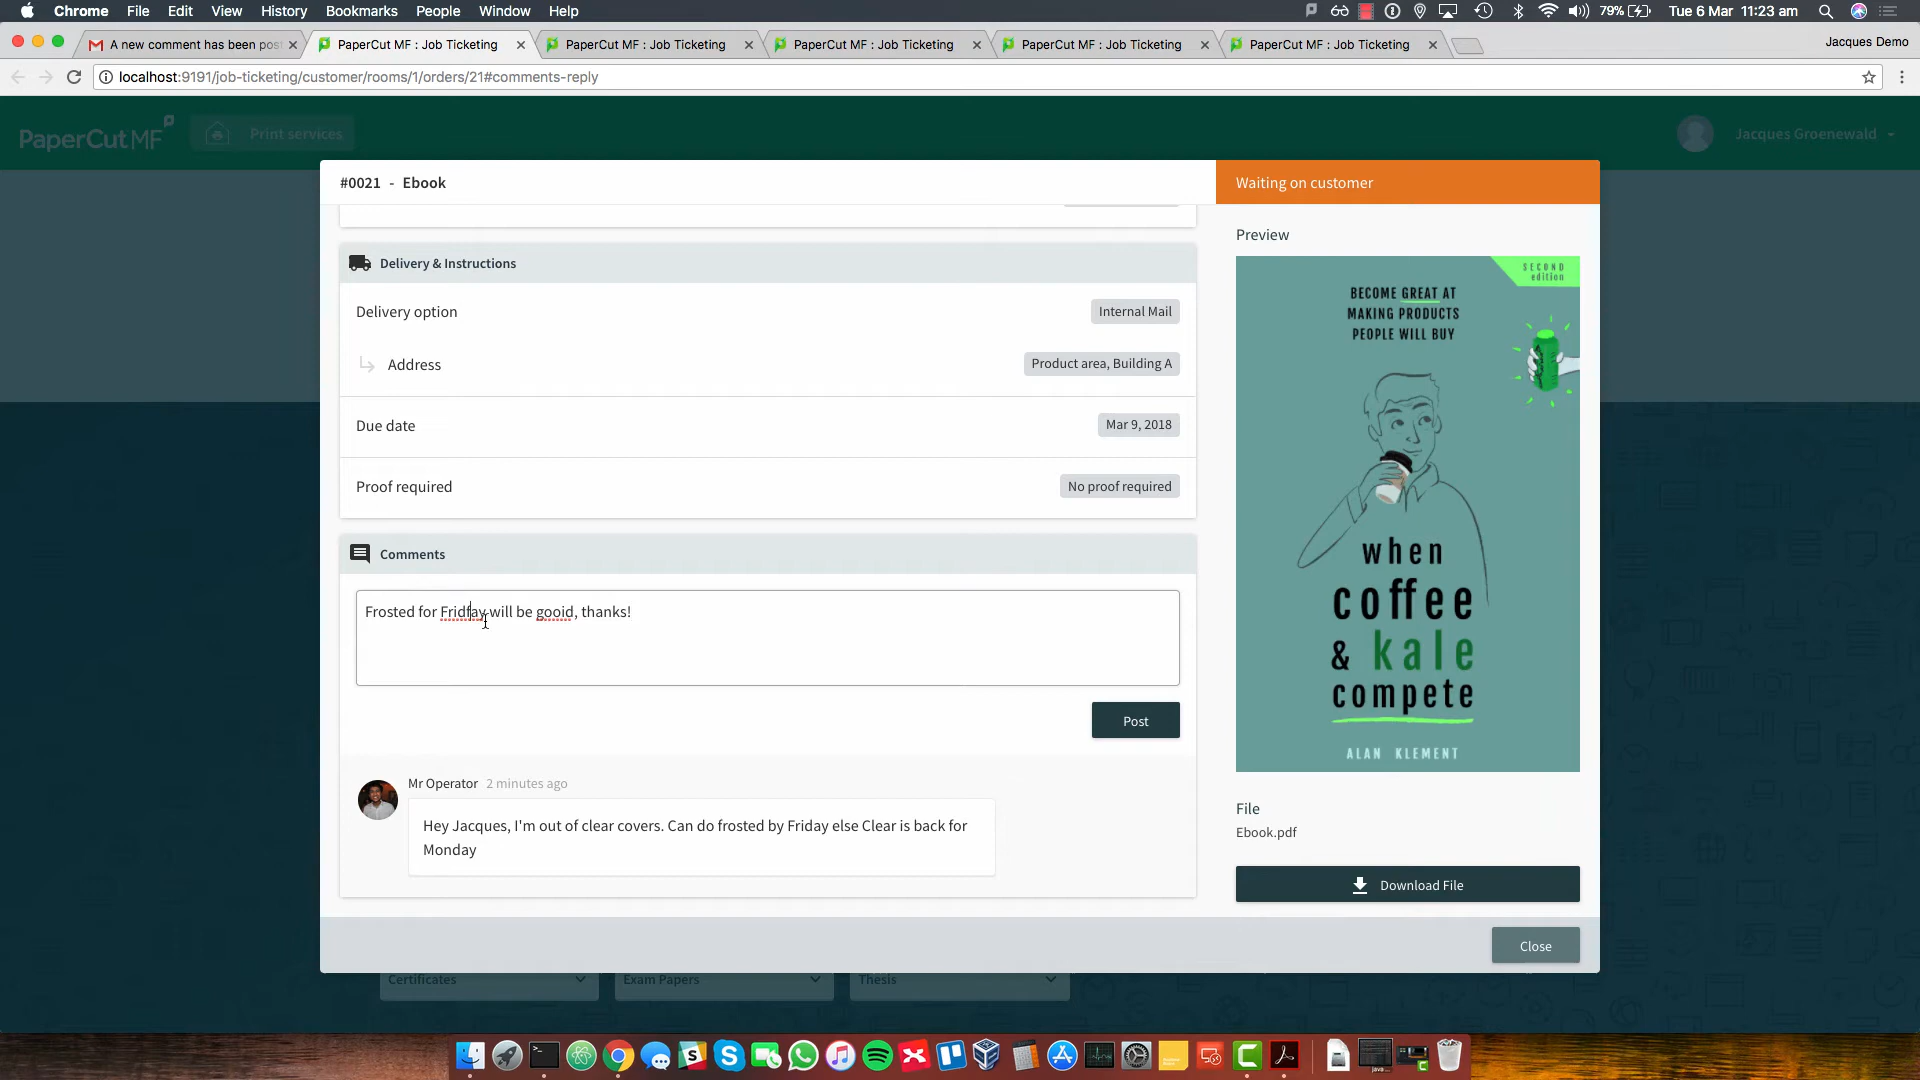 Chrome File Edit View History Bookmarks People Window Help 79% Tue 6 Mar 11:23 am
A new comment has been pos
PaperCut MF : Job Ticketing
PaperCut MF : Job Ticketing
PaperCut MF : Job Ticketing
PaperCut MF : Job Ticketing
PaperCut MF : Job Ticketing
Jacques Demo
localhost:9191/job-ticketing/customer/rooms/1/orders/21#comments-reply
PaperCut MF Print services Jacques Groenewald
#0021 - Ebook
Waiting on customer
Delivery & Instructions
Delivery option Internal Mail
Address Product area, Building A
Due date Mar 9, 2018
Proof required No proof required
Comments
Frosted for Fridfay will be gooid, thanks!
Post
Mr Operator 2 minutes ago
Hey Jacques, I'm out of clear covers. Can do frosted by Friday else Clear is back for
Monday
Preview
SECOND
edition
BECOME GREAT AT
MAKING PRODUCTS
PEOPLE WILL BUY
when
coffee
& kale
compete
ALAN KLEMENT
File
Ebook.pdf
Download File
Close
Certificates Exam Papers Thesis